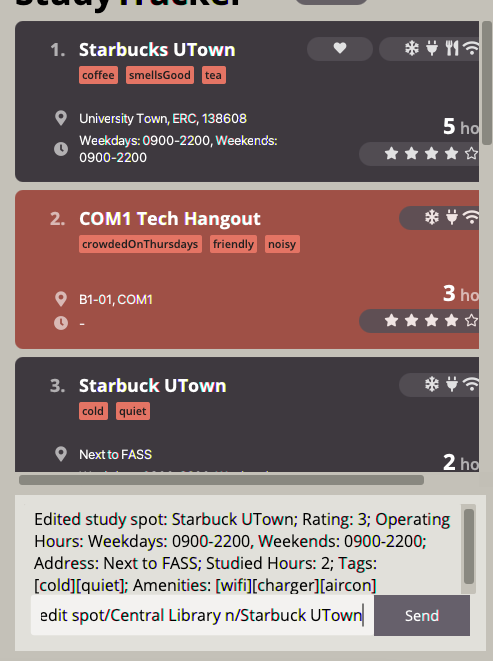 StudyTracker
1. Starbucks UTown
coffee smellsGood tea
University Town, ERC, 138608
Weekdays: 0900-2200, Weekends:
0900-2200
5 ho
2. COM1 Tech Hangout
crowdedOnThursdays friendly noisy
B1-01, COM1
-
3 ho
3. Starbuck UTown
cold quiet
Next to FASS
2 ho
Edited study spot: Starbuck UTown; Rating: 3; Operating
Hours: Weekdays: 0900-2200, Weekends: 0900-2200;
Address: Next to FASS; Studied Hours: 2; Tags:
[cold][quiet]; Amenities: [wifi][charger][aircon]
edit spot/Central Library n/Starbuck UTown
Send